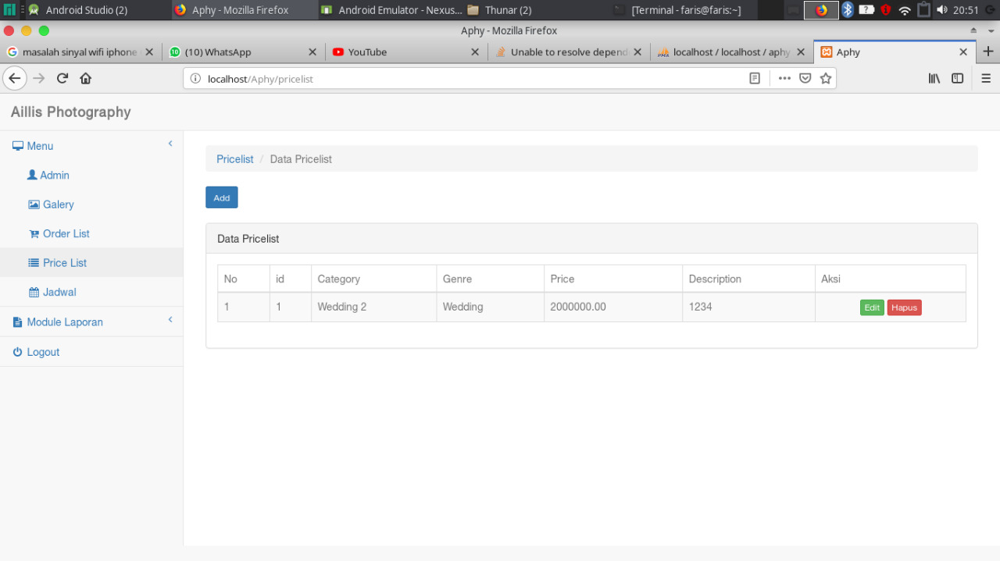 Android Studio (2) Aphy - Mozilla Firefox Android Emulator - Nexus... Thunar (2) [Terminal - faris@faris:~] 20:51
Aphy - Mozilla Firefox
masalah sinyal wifi iphone (10) WhatsApp YouTube Unable to resolve depend localhost / localhost / aphy Aphy
localhost/Aphy/pricelist
Aillis Photography
Menu
Admin
Galery
Order List
Price List
Jadwal
Module Laporan
Logout
Pricelist / Data Pricelist
Add
Data Pricelist
No id Category Genre Price Description Aksi
1 1 Wedding 2 Wedding 2000000.00 1234 Edit Hapus